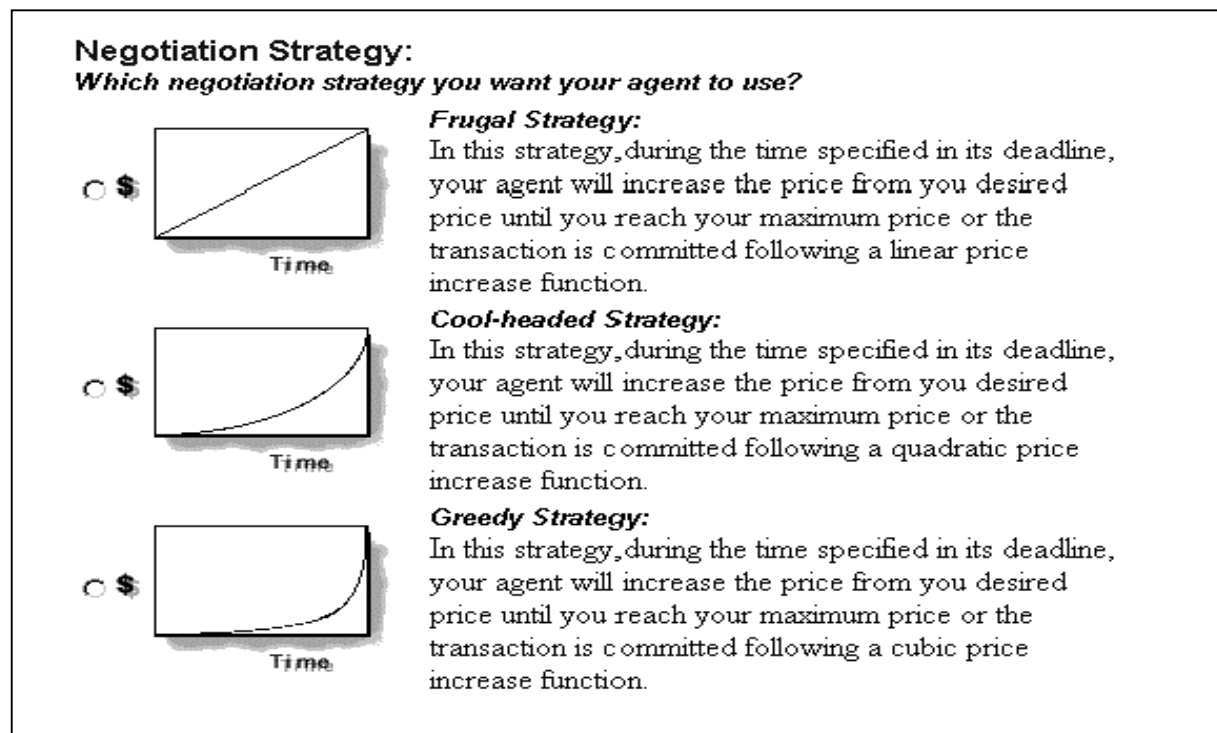 Negotiation Strategy:
Which negotiation strategy you want your agent to use?
$
Time
Frugal Strategy:
In this strategy,during the time specified in its deadline,
your agent will increase the price from you desired
price until you reach your maximum price or the
transaction is committed following a linear price
increase function.
$
Time
Cool-headed Strategy:
In this strategy,during the time specified in its deadline,
your agent will increase the price from you desired
price until you reach your maximum price or the
transaction is committed following a quadratic price
increase function.
$
Time
Greedy Strategy:
In this strategy,during the time specified in its deadline,
your agent will increase the price from you desired
price until you reach your maximum price or the
transaction is committed following a cubic price
increase function.